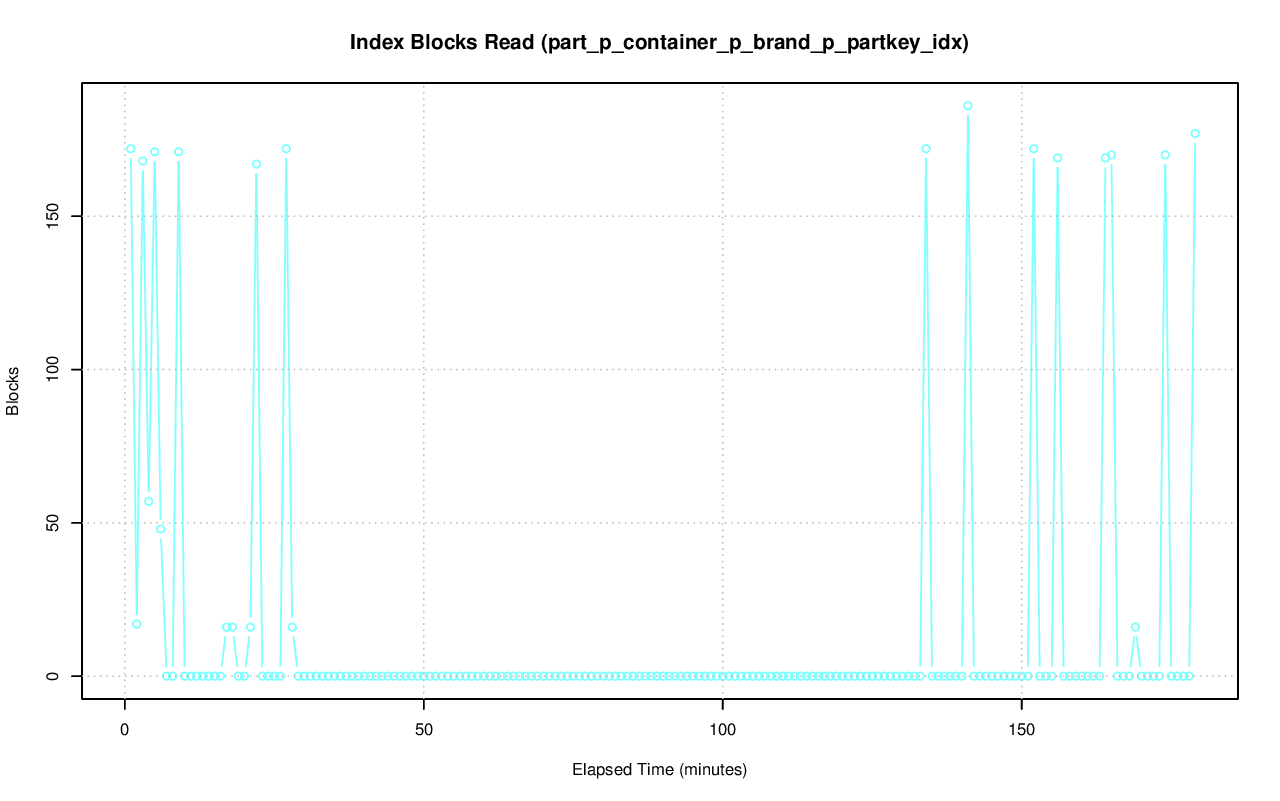 Index Blocks Read (part_p_container_p_brand_p_partkey_idx)
150
100
50
0
Blocks
0 50 100 150
Elapsed Time (minutes)